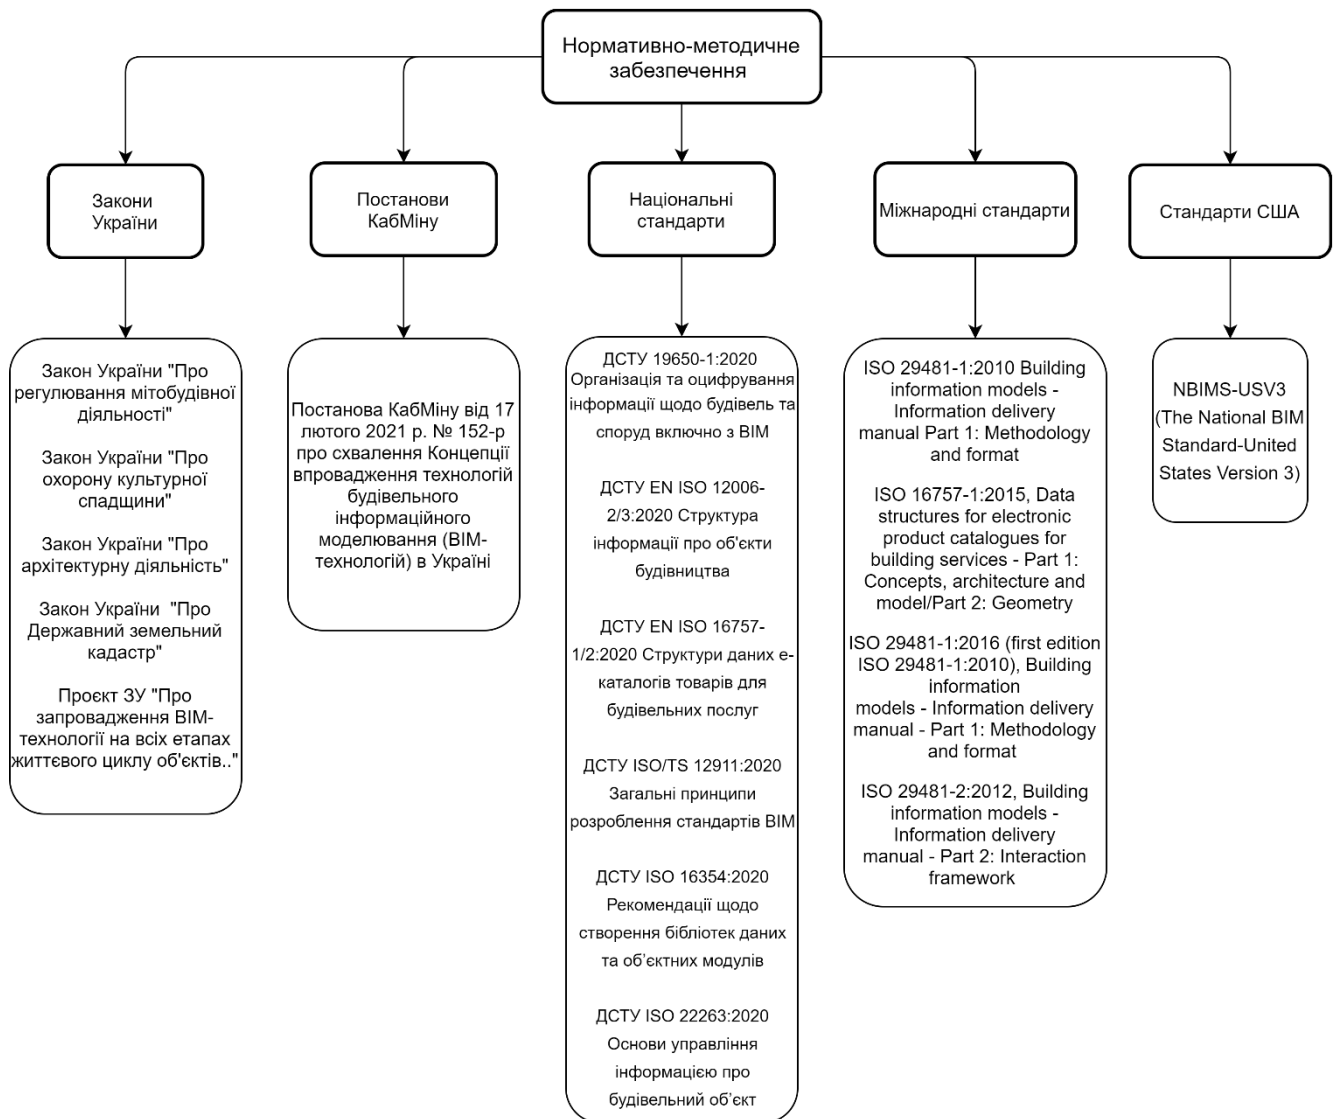 Нормативно-методичне
забезпечення
Закони
України
Постанови
КабМіну
Національні
стандарти
Міжнародні стандарти
Стандарти США
Закон України "Про
регулювання мітобудівної
діяльності"
Закон України "Про
охорону культурної
спадщини"
Закон України "Про
архітектурну діяльність"
Закон України "Про
Державний земельний
кадастр"
Проєкт ЗУ "Про
запровадження BIM-
технології на всіх етапах
життєвого циклу об'єктів.."
Постанова КабМіну від 17
лютого 2021 р. № 152-р
про схвалення Концепції
впровадження технологій
будівельного
інформаційного
моделювання (BIM-
технологій) в Україні
ДСТУ 19650-1:2020
Організація та оцифрування
інформації щодо будівель та
споруд включно з BIM
ДСТУ EN ISO 12006-
2/3:2020 Структура
інформації про об'єкти
будівництва
ДСТУ EN ISO 16757-
1/2:2020 Структури даних е-
каталогів товарів для
будівельних послуг
ДСТУ ISO/TS 12911:2020
Загальні принципи
розроблення стандартів BIM
ДСТУ ISO 16354:2020
Рекомендації щодо
створення бібліотек даних
та об’єктних модулів
ДСТУ ISO 22263:2020
Основи управління
інформацією про
будівельний об’єкт
ISO 29481-1:2010 Building
information models -
Information delivery
manual Part 1: Methodology
and format
ISO 16757-1:2015, Data
structures for electronic
product catalogues for
building services - Part 1:
Concepts, architecture and
model/Part 2: Geometry
ISO 29481-1:2016 (first edition
ISO 29481-1:2010), Building
information
models - Information delivery
manual - Part 1: Methodology
and format
ISO 29481-2:2012, Building
information models -
Information delivery
manual - Part 2: Interaction
framework
NBIMS-USV3
(The National BIM
Standard-United
States Version 3)